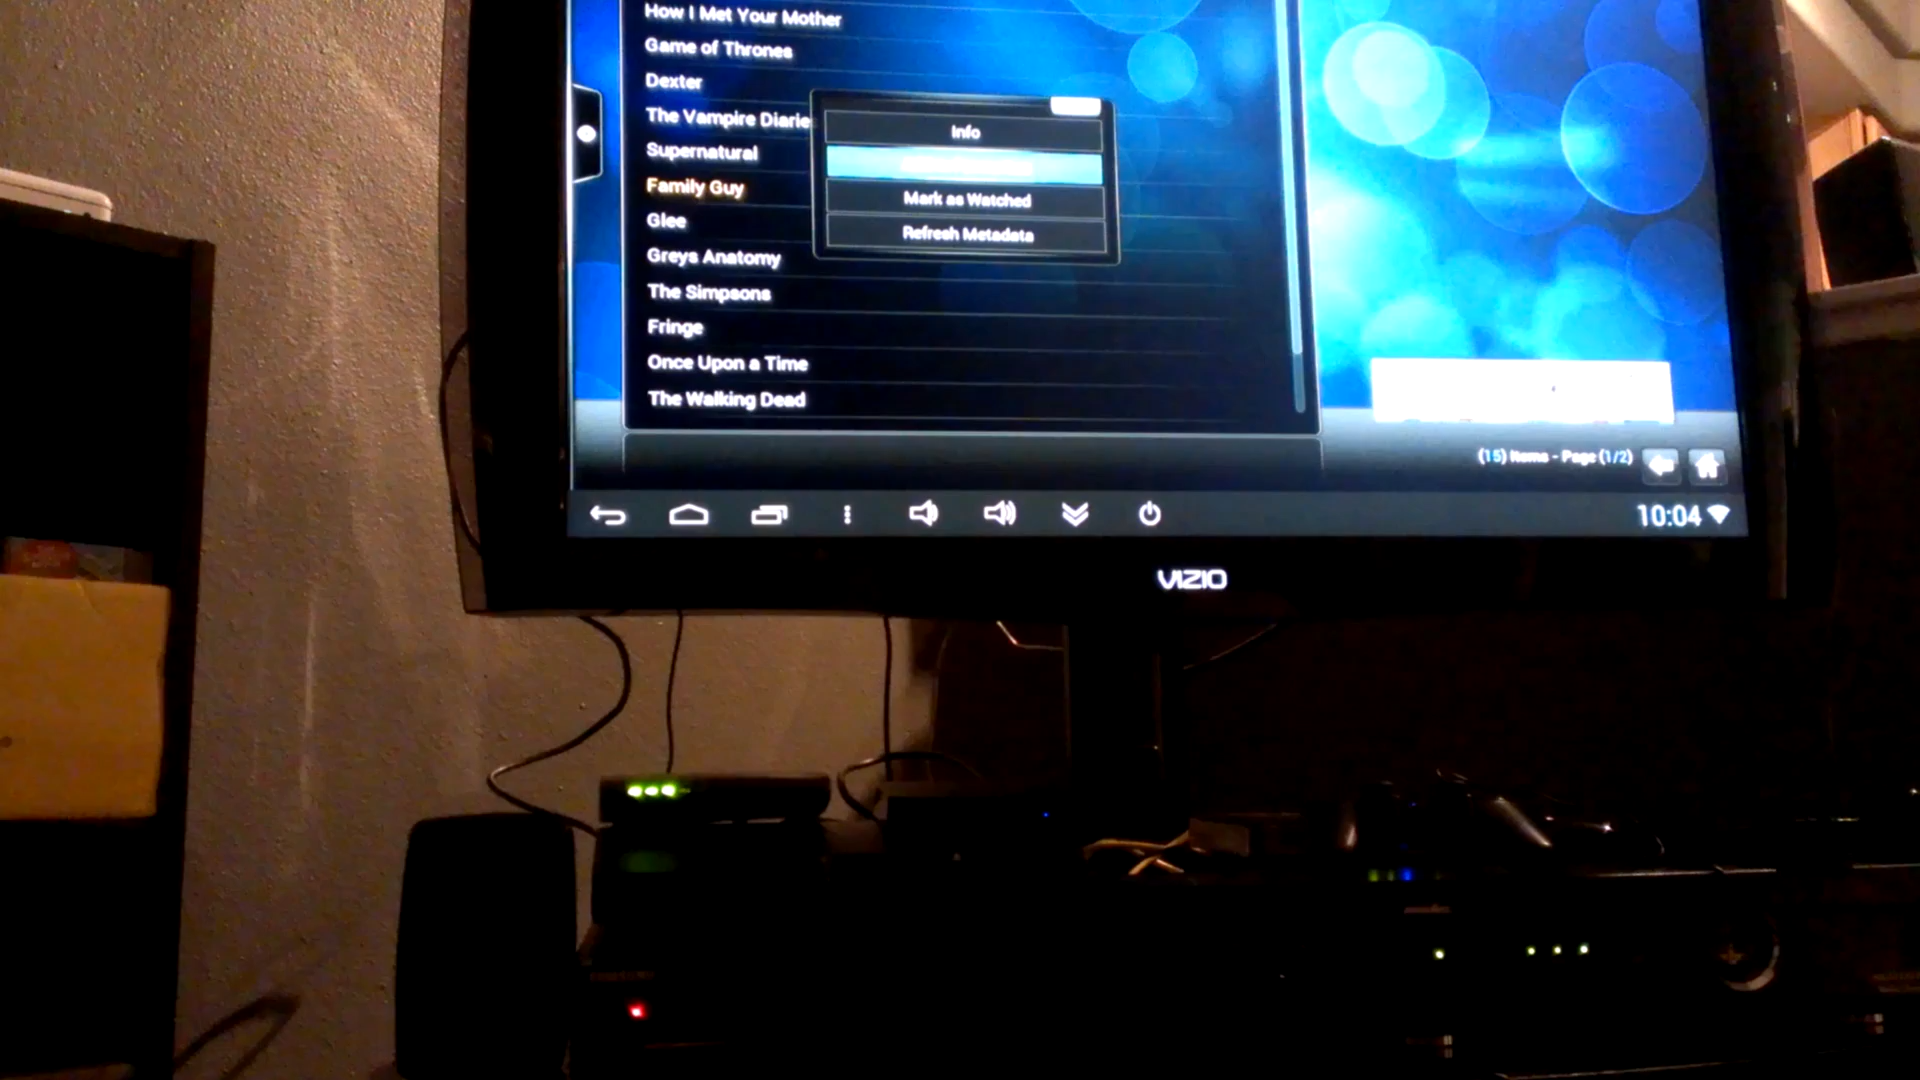 How I Met Your Mother
Game of Thrones
Dexter
The Vampire Diarie
Supernatural
Family Guy
Glee
Greys Anatomy
The Simpsons
Fringe
Once Upon a Time
The Walking Dead
Info
Mark as Watched
Refresh Metadata
(15) Items - Page (1/2)
10:04
VIZIO